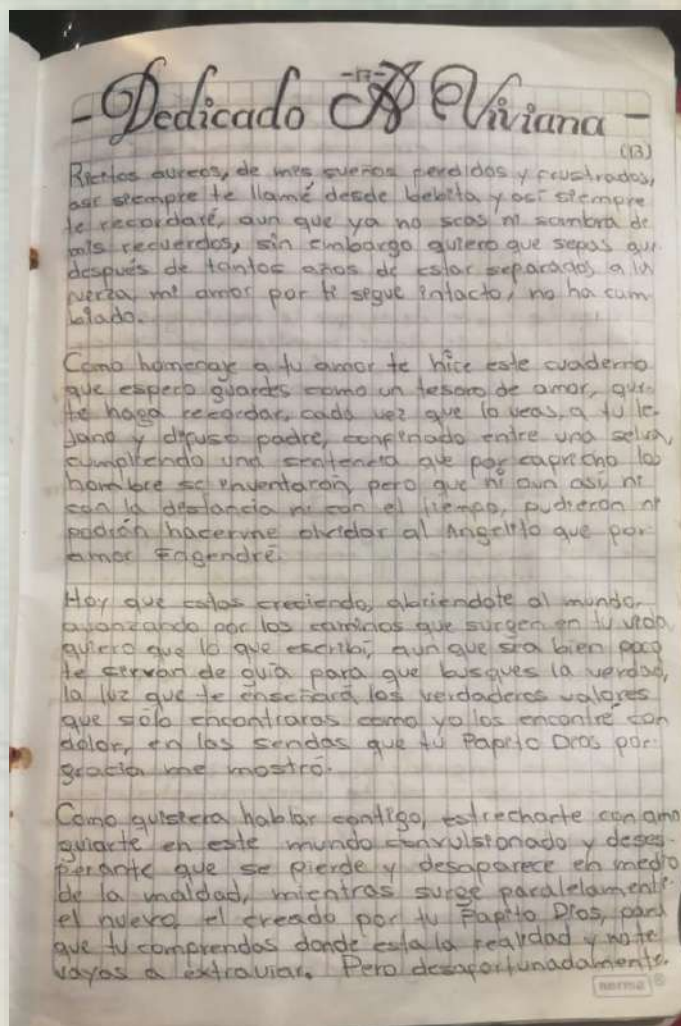 -17-
- Dedicado A Viviana -
(13)
Ricitos aureos, de mis sueños perdidos y frustrados,
así siempre te llamé desde bebita y así siempre
te recordaré, aun que ya no seas ni sombra de
mis recuerdos, sin embargo quiero que sepas que
después de tantos años de estar separados a la
fuerza, mi amor por ti sigue intacto, no ha cam
biado.
Como homenaje a tu amor te hice este cuaderno
que espero guardes como un tesoro de amor, que
te haga recordar, cada vez que lo veas, a tu le
jano y difuso padre, confinado entre una selva,
cumpliendo una sentencia que por capricho los
hombre se inventaron, pero que ni aun así ni
con la distancia ni con el tiempo, pudieron ni
podrán hacerme olvidar al Angelito que por
amor Engendré.
Hoy que estas creciendo, abriendote al mundo,
avanzando por los caminos que surgen en tu vida
quiero que lo que escribí, aun que sea bien poco
te servan de guía para que busques la verdad,
la luz que te enseñará los verdaderos valores
que sólo encontraras como yo los encontré con
dolor, en las sendas que tu Papito Dios por
gracia me mostró.
Como quisiera hablar contigo, estrecharte con amo
guiarte en este mundo convulsionado y deses-
perante que se pierde y desaparece en medio
de la maldad, mientras surge paralelamente
el nuevo, el creado por tu Papito Dios, para
que tu comprendas donde esta la realidad y no te
vayas a extraviar. Pero desafortunadamente.
norma